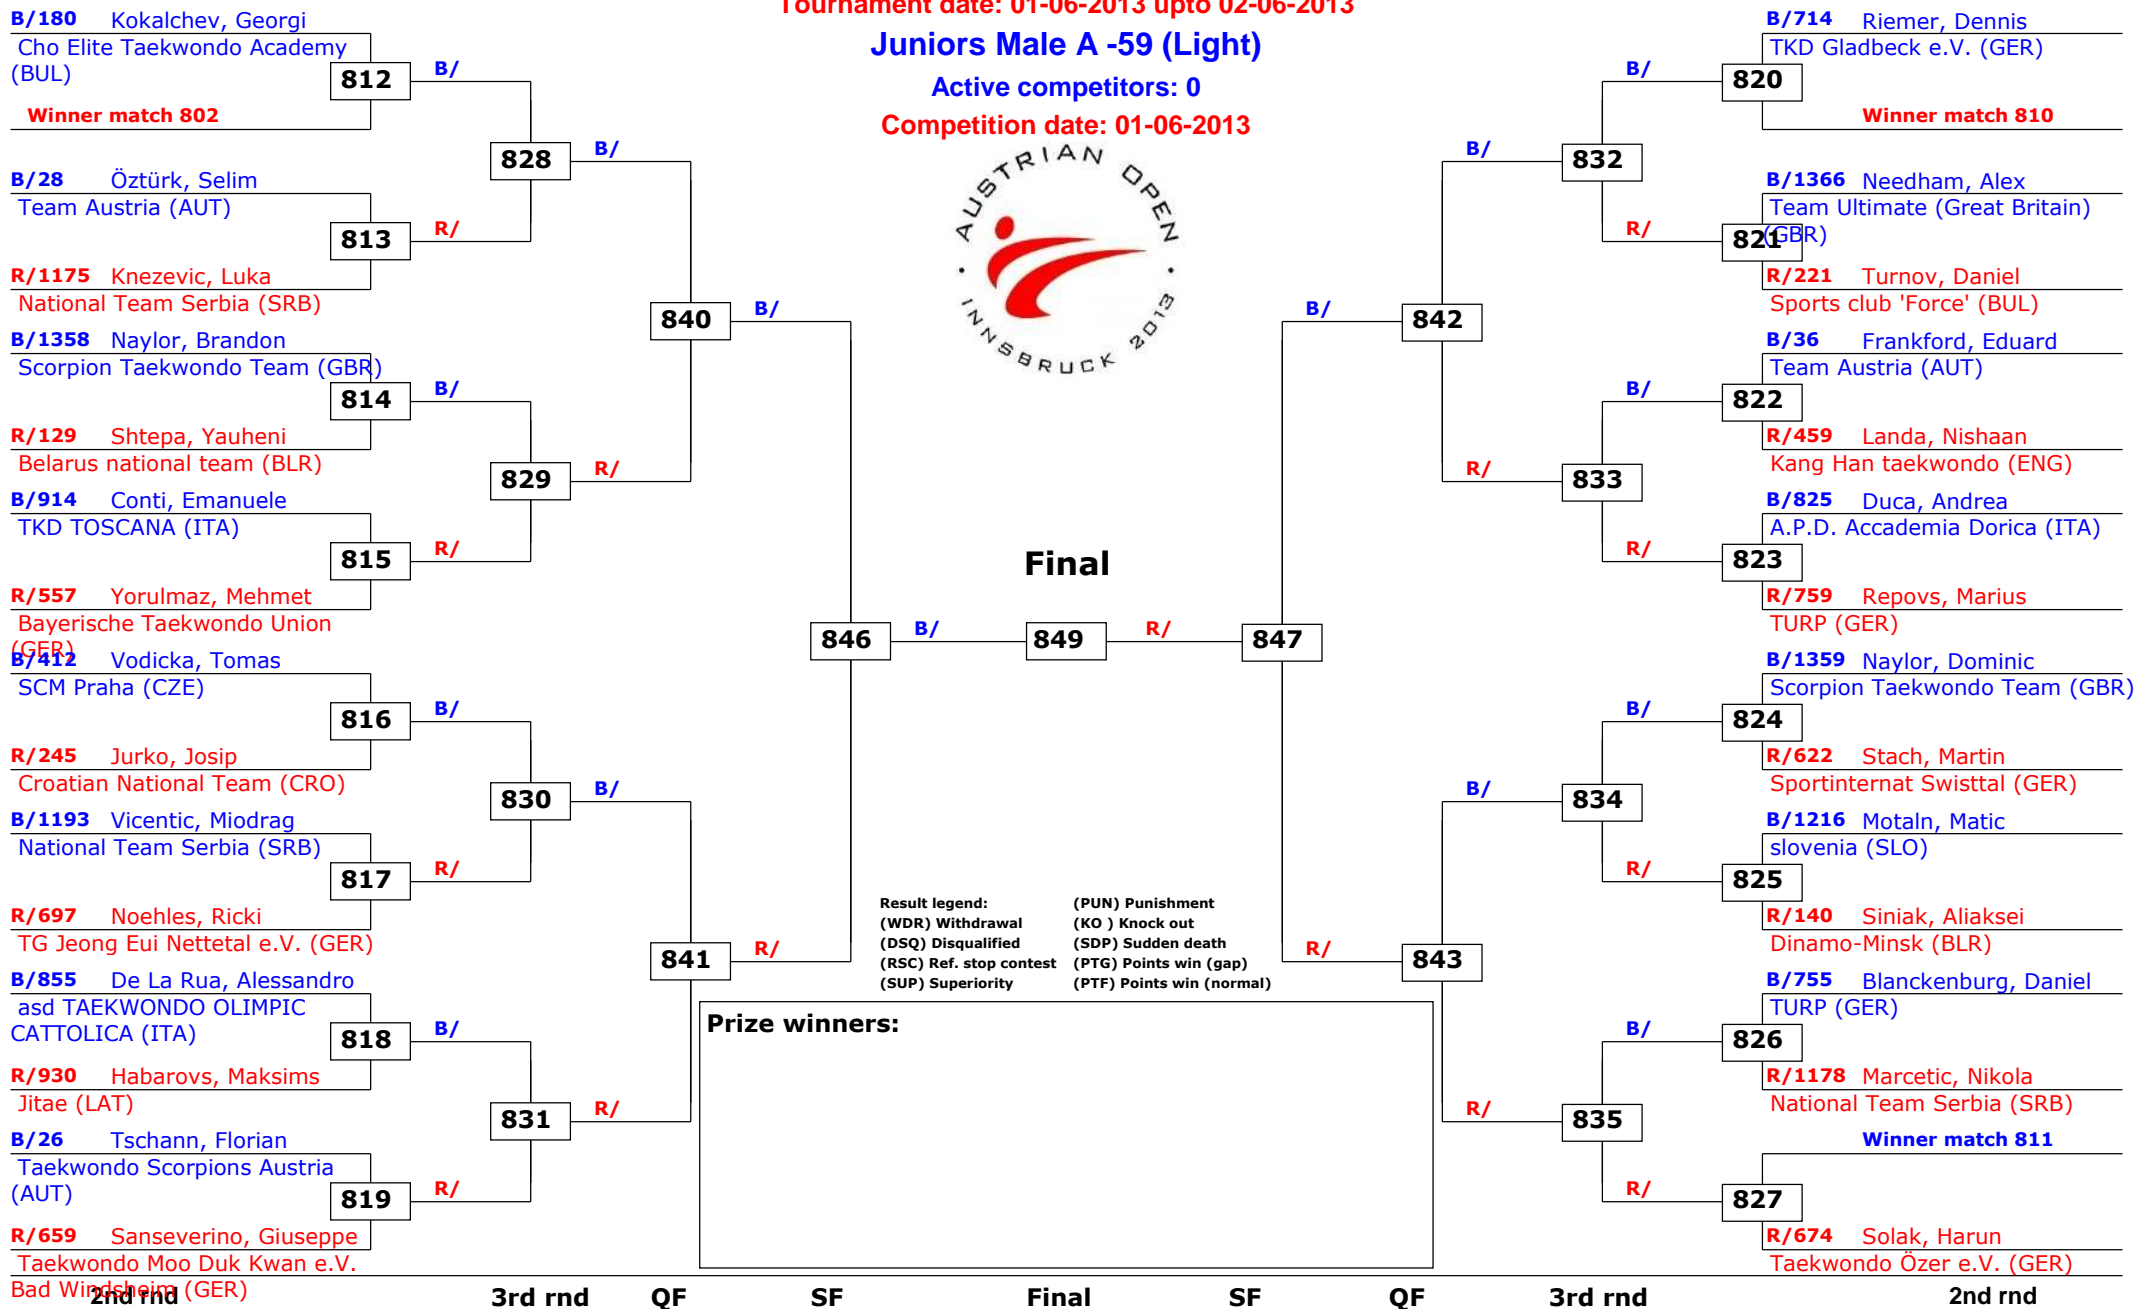 Tournament date: 01-06-2013 upto 02-06-2013
Juniors Male A -59 (Light)
Active competitors: 0
Competition date: 01-06-2013
AUSTRIAN OPEN
· INNSBRUCK 2013 ·
B/180 Kokalchev, Georgi
Cho Elite Taekwondo Academy
(BUL)
812
Winner match 802
B/28 Öztürk, Selim
Team Austria (AUT)
813
R/1175 Knezevic, Luka
National Team Serbia (SRB)
B/1358 Naylor, Brandon
Scorpion Taekwondo Team (GBR)
814
R/129 Shtepa, Yauheni
Belarus national team (BLR)
B/914 Conti, Emanuele
TKD TOSCANA (ITA)
815
R/557 Yorulmaz, Mehmet
Bayerische Taekwondo Union
(GER)
B/412 Vodicka, Tomas
SCM Praha (CZE)
816
R/245 Jurko, Josip
Croatian National Team (CRO)
B/1193 Vicentic, Miodrag
National Team Serbia (SRB)
817
R/697 Noehles, Ricki
TG Jeong Eui Nettetal e.V. (GER)
B/855 De La Rua, Alessandro
asd TAEKWONDO OLIMPIC
CATTOLICA (ITA)
818
R/930 Habarovs, Maksims
Jitae (LAT)
B/26 Tschann, Florian
Taekwondo Scorpions Austria
(AUT)
819
R/659 Sanseverino, Giuseppe
Taekwondo Moo Duk Kwan e.V.
Bad Windsheim (GER)
B/
R/
B/
R/
B/
R/
B/
R/
828
829
830
831
B/
R/
B/
R/
840
841
B/
R/
846
B/
Final
849
R/
847
B/
R/
842
843
B/
R/
B/
R/
832
833
834
835
B/
R/
B/
R/
B/
R/
B/
R/
B/714 Riemer, Dennis
TKD Gladbeck e.V. (GER)
820
Winner match 810
B/1366 Needham, Alex
Team Ultimate (Great Britain)
(GBR)
821
R/221 Turnov, Daniel
Sports club 'Force' (BUL)
B/36 Frankford, Eduard
Team Austria (AUT)
822
R/459 Landa, Nishaan
Kang Han taekwondo (ENG)
B/825 Duca, Andrea
A.P.D. Accademia Dorica (ITA)
823
R/759 Repovs, Marius
TURP (GER)
B/1359 Naylor, Dominic
Scorpion Taekwondo Team (GBR)
824
R/622 Stach, Martin
Sportinternat Swisttal (GER)
B/1216 Motaln, Matic
slovenia (SLO)
825
R/140 Siniak, Aliaksei
Dinamo-Minsk (BLR)
B/755 Blanckenburg, Daniel
TURP (GER)
826
R/1178 Marcetic, Nikola
National Team Serbia (SRB)
Winner match 811
827
R/674 Solak, Harun
Taekwondo Özer e.V. (GER)
Result legend: (PUN) Punishment
(WDR) Withdrawal (KO ) Knock out
(DSQ) Disqualified (SDP) Sudden death
(RSC) Ref. stop contest (PTG) Points win (gap)
(SUP) Superiority (PTF) Points win (normal)
Prize winners:
2nd rnd 3rd rnd QF SF Final SF QF 3rd rnd 2nd rnd